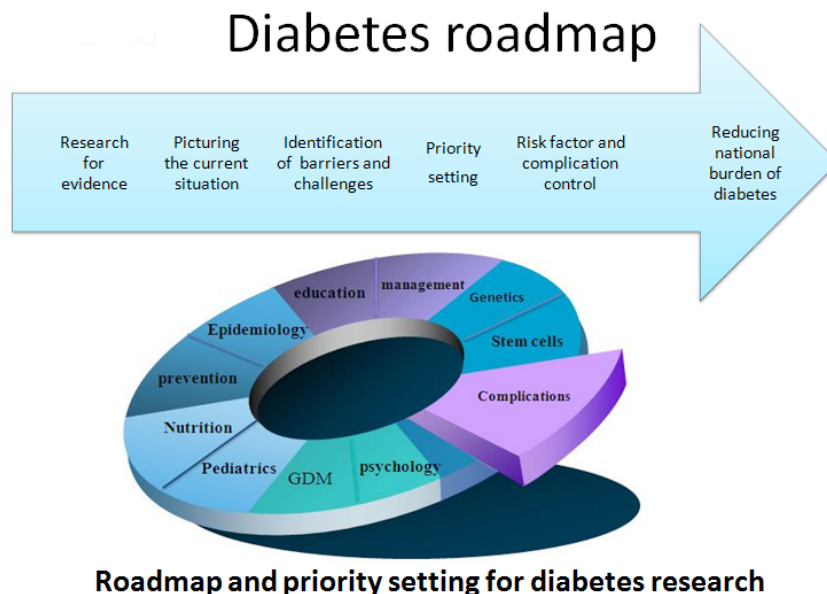 Diabetes roadmap
Research
for
evidence
Picturing
the current
situation
Identification
of barriers and
challenges
Priority
setting
Risk factor and
complication
control
Reducing
national
burden of
diabetes
education
management
Genetics
Epidemiology
Stem cells
prevention
Complications
Nutrition
Pediatrics
GDM
psychology
Roadmap and priority setting for diabetes research